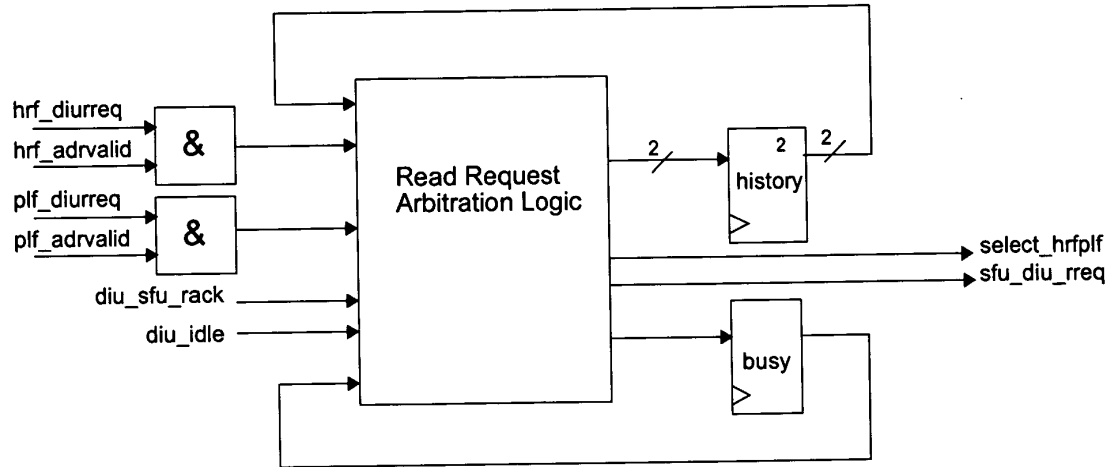 hrf_diurreq
hrf_adrvalid
&
plf_diurreq
plf_adrvalid
&
diu_sfu_rack
diu_idle
Read Request
Arbitration Logic
2
2
2
history
select_hrfplf
sfu_diu_rreq
busy